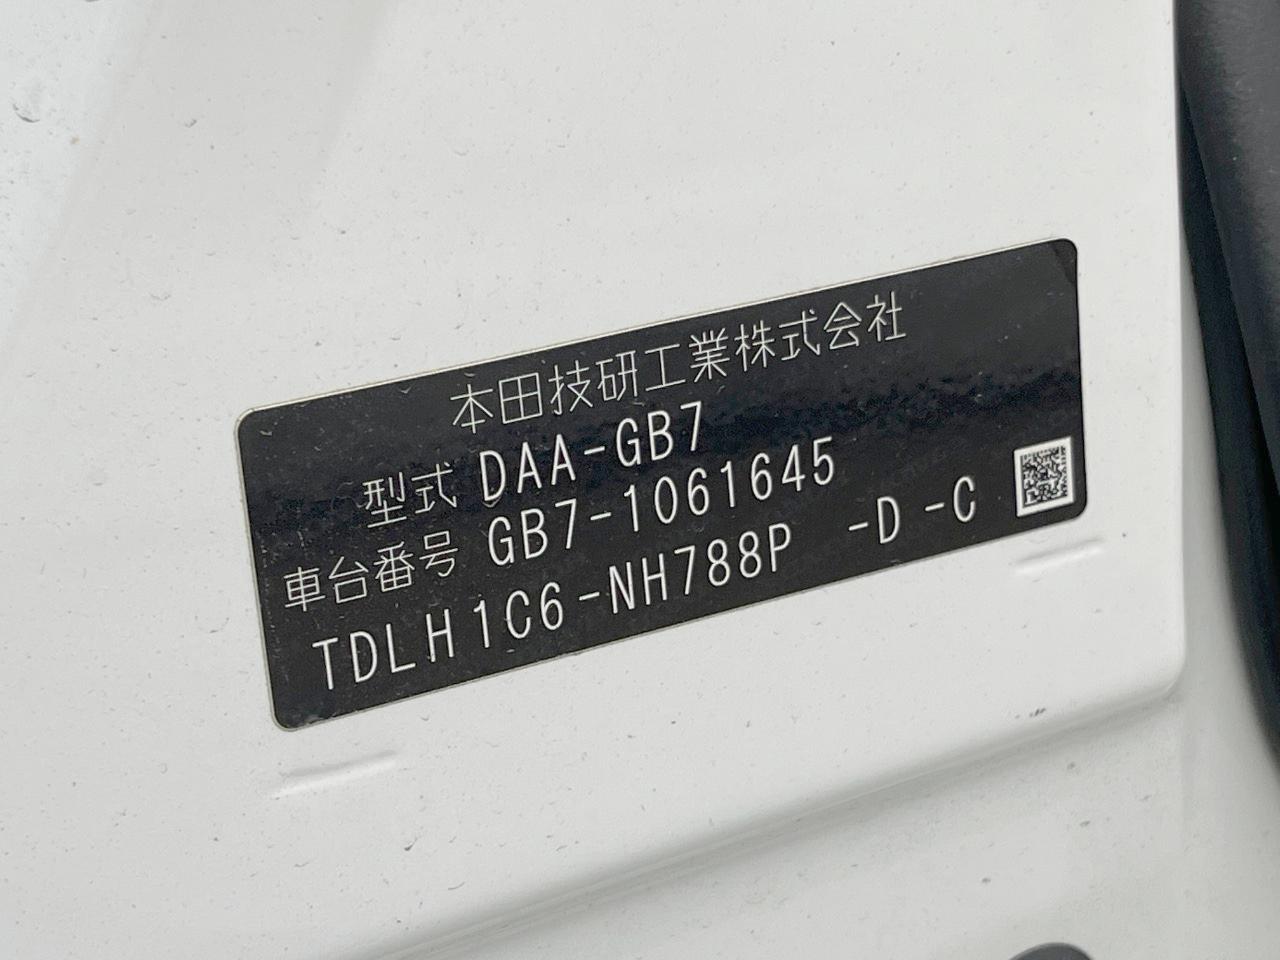 本田技研工業株式会社
型式 DAA-GB7
車台番号 GB7-1061645
TDLH1C6-NH788P -D-C